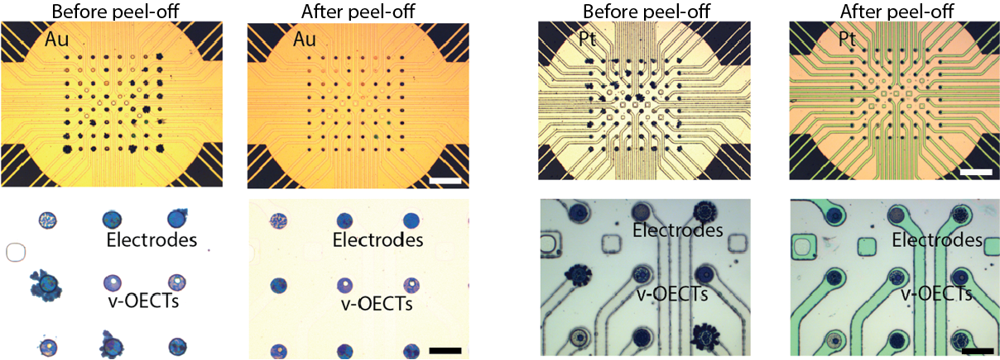 Before peel-off
After peel-off
Before peel-off
After peel-off
Au
Au
Pt
Pt
Electrodes
Electrodes
Electrodes
Electrodes
v-OECTs
v-OECTs
v-OECTs
v-OECTs